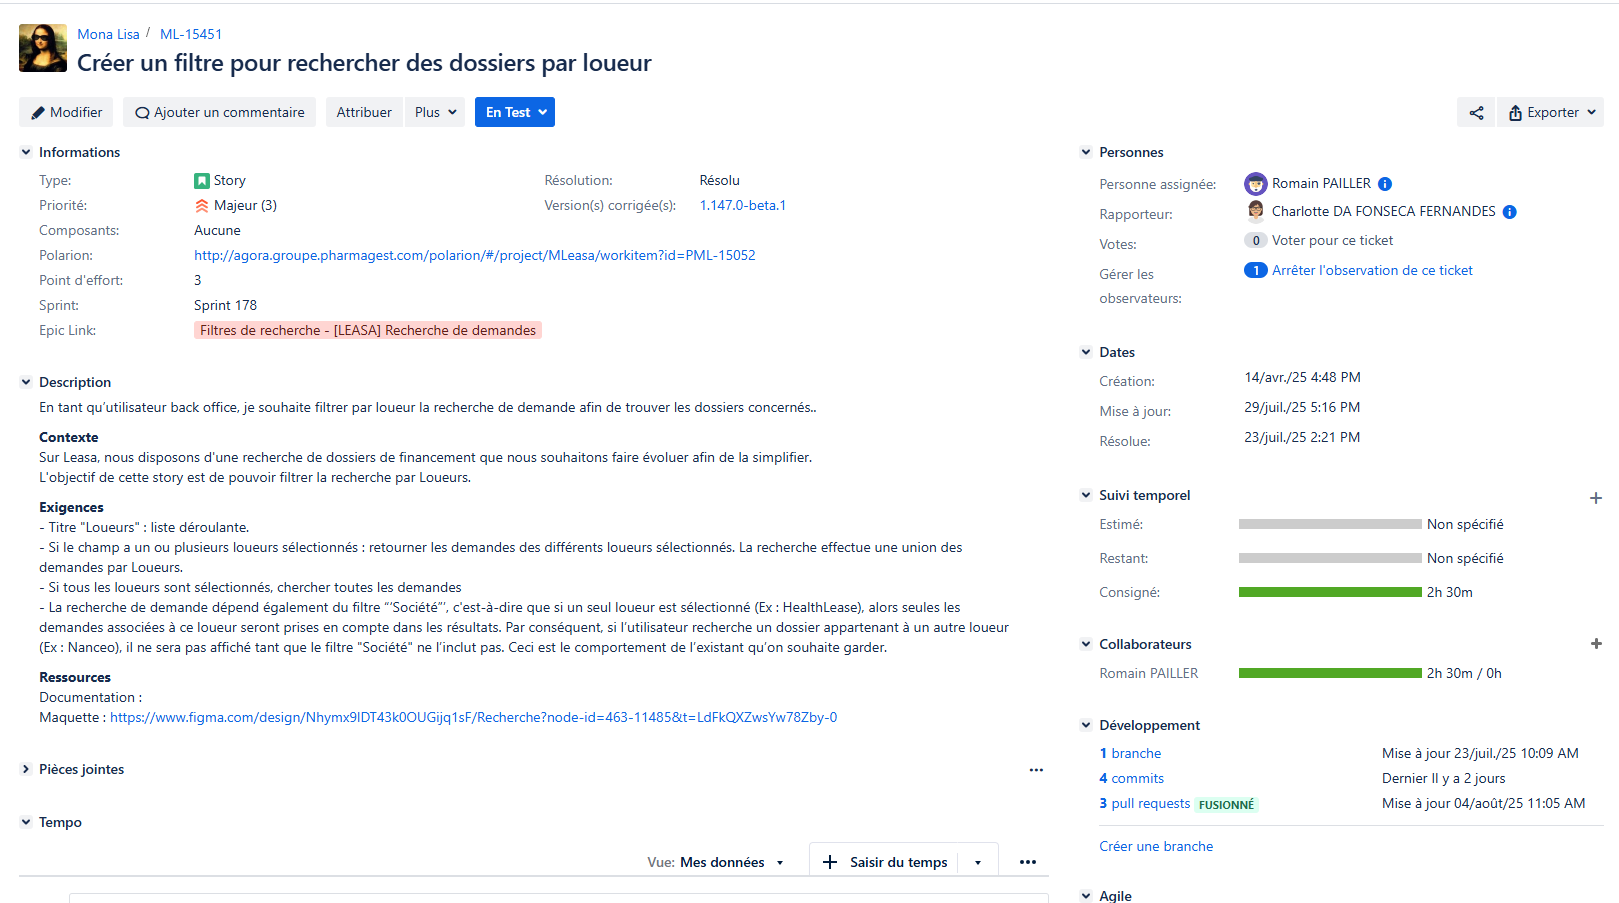 Mona Lisa / ML-15451
Créer un filtre pour rechercher des dossiers par loueur
Modifier
Ajouter un commentaire
Attribuer
Plus
En Test
Exporter
Informations
Type: Story
Résolution: Résolu
Priorité: Majeur (3)
Version(s) corrigée(s): 1.147.0-beta.1
Composants: Aucune
Polarion: http://agora.groupe.pharmagest.com/polarion/#/project/MLeasa/workitem?id=PML-15052
Point d'effort: 3
Sprint: Sprint 178
Epic Link: Filtres de recherche - [LEASA] Recherche de demandes
Description
En tant qu’utilisateur back office, je souhaite filtrer par loueur la recherche de demande afin de trouver les dossiers concernés..
Contexte
Sur Leasa, nous disposons d'une recherche de dossiers de financement que nous souhaitons faire évoluer afin de la simplifier.
L'objectif de cette story est de pouvoir filtrer la recherche par Loueurs.
Exigences
- Titre "Loueurs" : liste déroulante.
- Si le champ a un ou plusieurs loueurs sélectionnés : retourner les demandes des différents loueurs sélectionnés. La recherche effectue une union des
demandes par Loueurs.
- Si tous les loueurs sont sélectionnés, chercher toutes les demandes
- La recherche de demande dépend également du filtre “‘Société”’, c'est-à-dire que si un seul loueur est sélectionné (Ex : HealthLease), alors seules les
demandes associées à ce loueur seront prises en compte dans les résultats. Par conséquent, si l’utilisateur recherche un dossier appartenant à un autre loueur
(Ex : Nanceo), il ne sera pas affiché tant que le filtre "Société" ne l’inclut pas. Ceci est le comportement de l’existant qu’on souhaite garder.
Ressources
Documentation :
Maquette : https://www.figma.com/design/Nhymx9IDT43k0OUGijq1sF/Recherche?node-id=463-11485&t=LdFkQXZwsYw78Zby-0
Pièces jointes
Tempo
Vue: Mes données
Saisir du temps
Personnes
Personne assignée: Romain PAILLER
Rapporteur: Charlotte DA FONSECA FERNANDES
Votes: 0 Voter pour ce ticket
Gérer les
observateurs: 1 Arrêter l'observation de ce ticket
Dates
Création: 14/avr./25 4:48 PM
Mise à jour: 29/juil./25 5:16 PM
Résolue: 23/juil./25 2:21 PM
Suivi temporel
Estimé: Non spécifié
Restant: Non spécifié
Consigné: 2h 30m
Collaborateurs
Romain PAILLER 2h 30m / 0h
Développement
1 branche Mise à jour 23/juil./25 10:09 AM
4 commits Dernier Il y a 2 jours
3 pull requests FUSIONNÉ Mise à jour 04/août/25 11:05 AM
Créer une branche
Agile